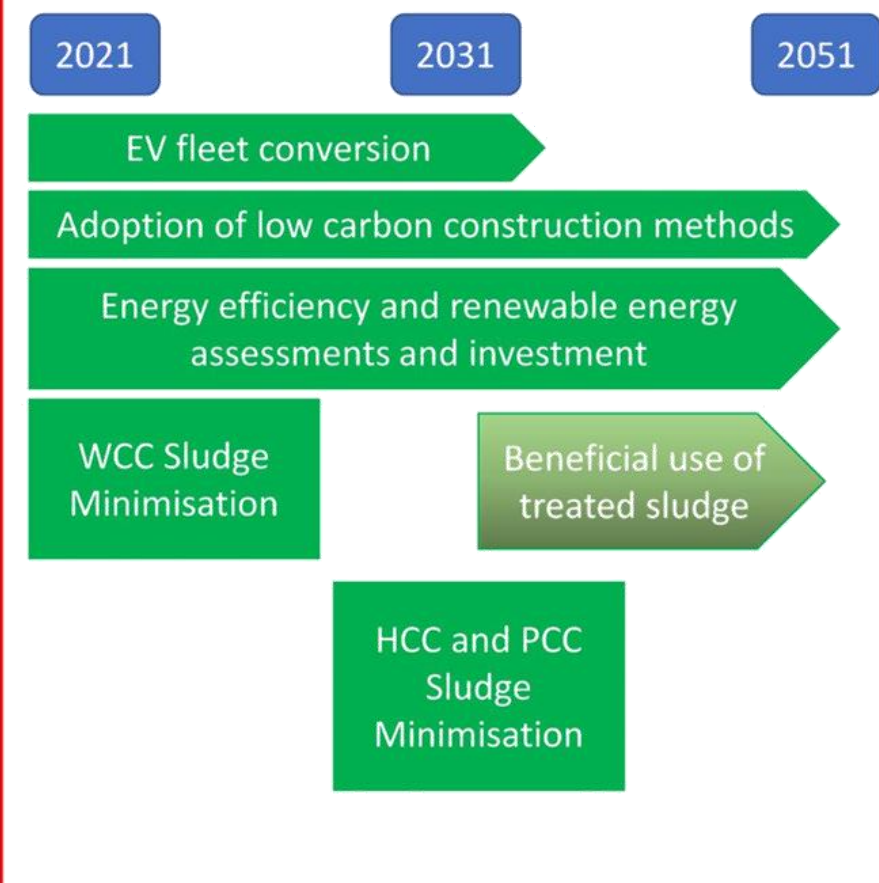 2021
2031
2051
EV fleet conversion
Adoption of low carbon construction methods
Energy efficiency and renewable energy
assessments and investment
WCC Sludge
Minimisation
Beneficial use of
treated sludge
HCC and PCC
Sludge
Minimisation